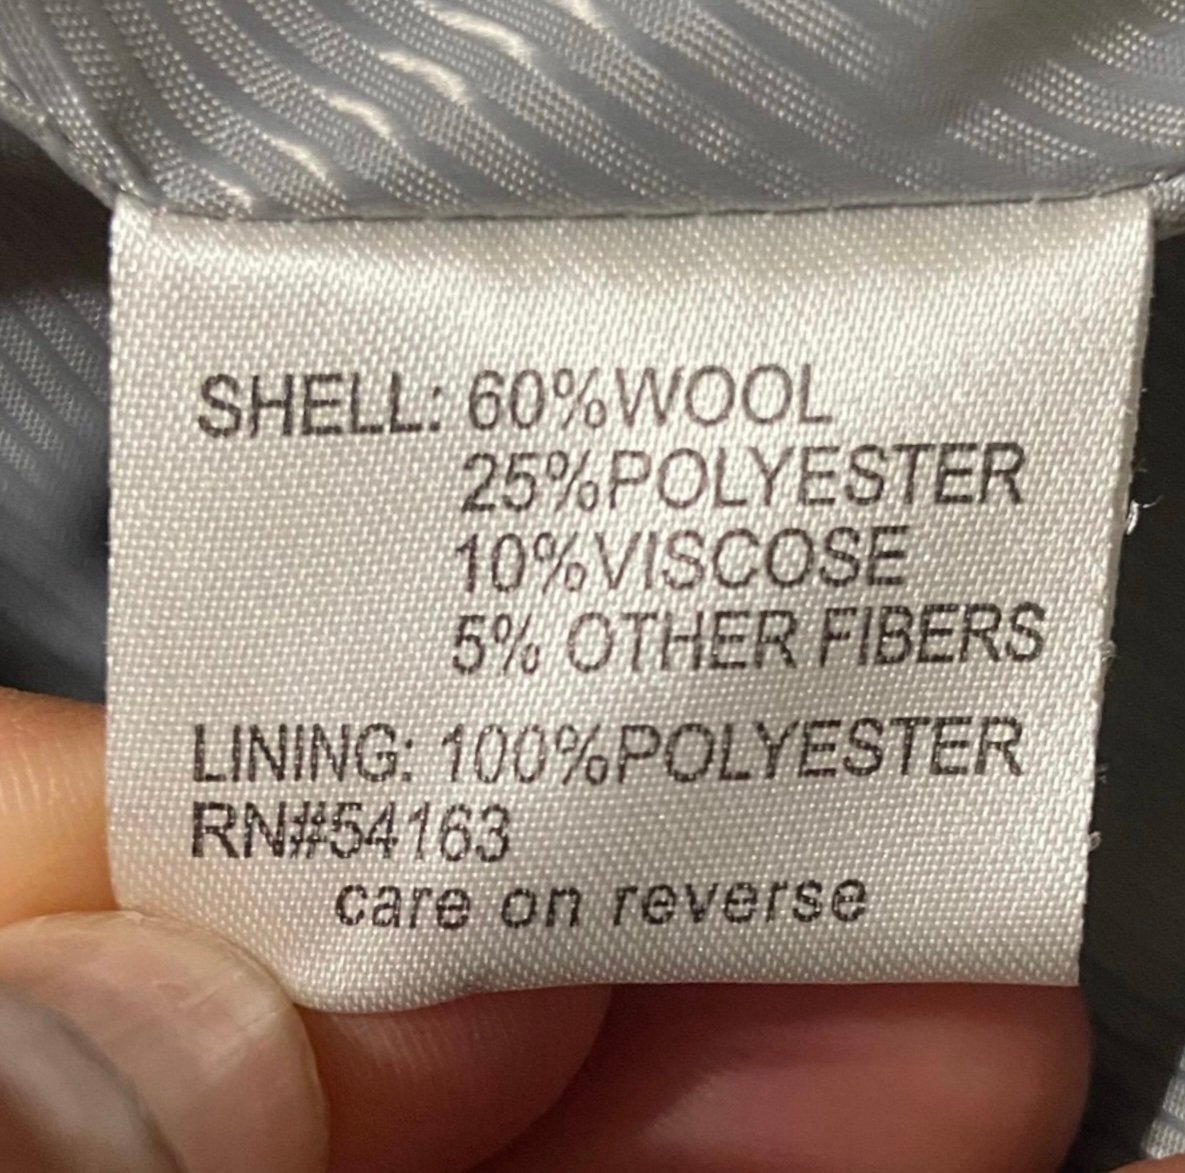 SHELL: 60%WOOL
25%POLYESTER
10%VISCOSE
5% OTHER FIBERS
LINING: 100%POLYESTER
RN#54163
care on reverse